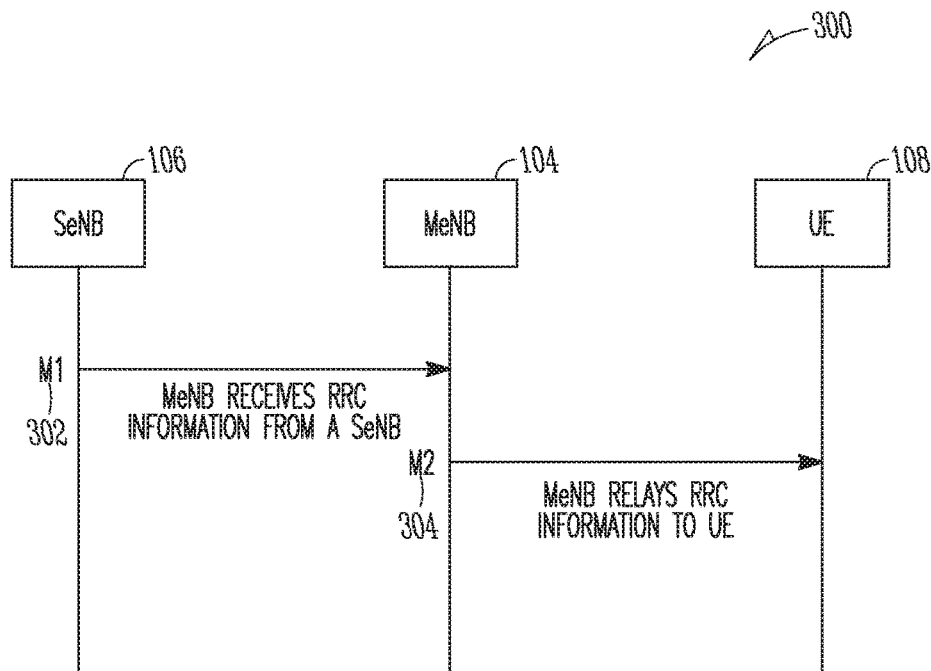 300
106
104
108
SeNB
MeNB
UE
M1
MeNB RECEIVES RRC
INFORMATION FROM A SeNB
302
M2
MeNB RELAYS RRC
INFORMATION TO UE
304